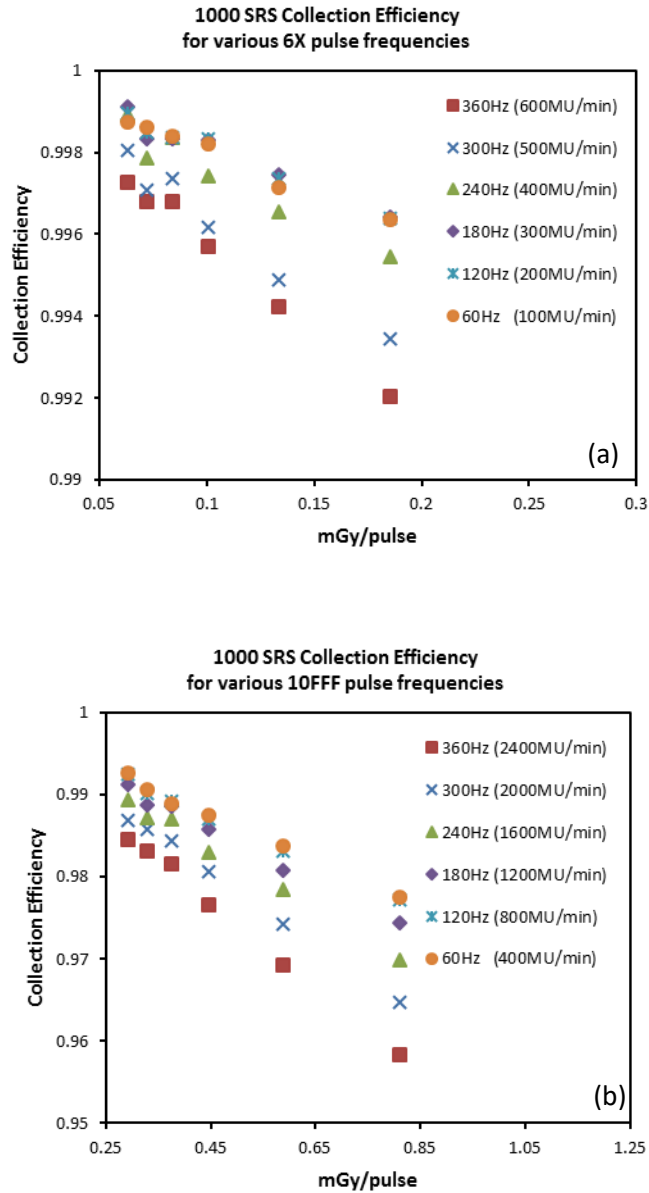 1000 SRS Collection Efficiency
for various 6X pulse frequencies
Collection Efficiency
1
0.998
0.996
0.994
0.992
0.99
360Hz (600MU/min)
300Hz (500MU/min)
240Hz (400MU/min)
180Hz (300MU/min)
120Hz (200MU/min)
60Hz (100MU/min)
(a)
0.05
0.1
0.15
0.2
0.25
0.3
mGy/pulse
1000 SRS Collection Efficiency
for various 10FFF pulse frequencies
Collection Efficiency
1
0.99
0.98
0.97
0.96
0.95
360Hz (2400MU/min)
300Hz (2000MU/min)
240Hz (1600MU/min)
180Hz (1200MU/min)
120Hz (800MU/min)
60Hz (400MU/min)
(b)
0.25
0.45
0.65
0.85
1.05
1.25
mGy/pulse